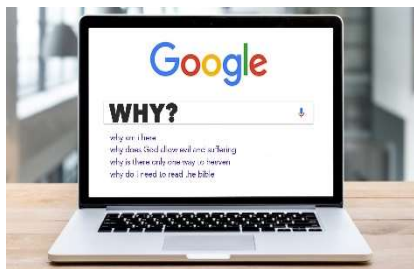 Google
WHY?
why am i here
why does God allow evil and suffering
why is there only one way to heaven
why do i need to read the bible